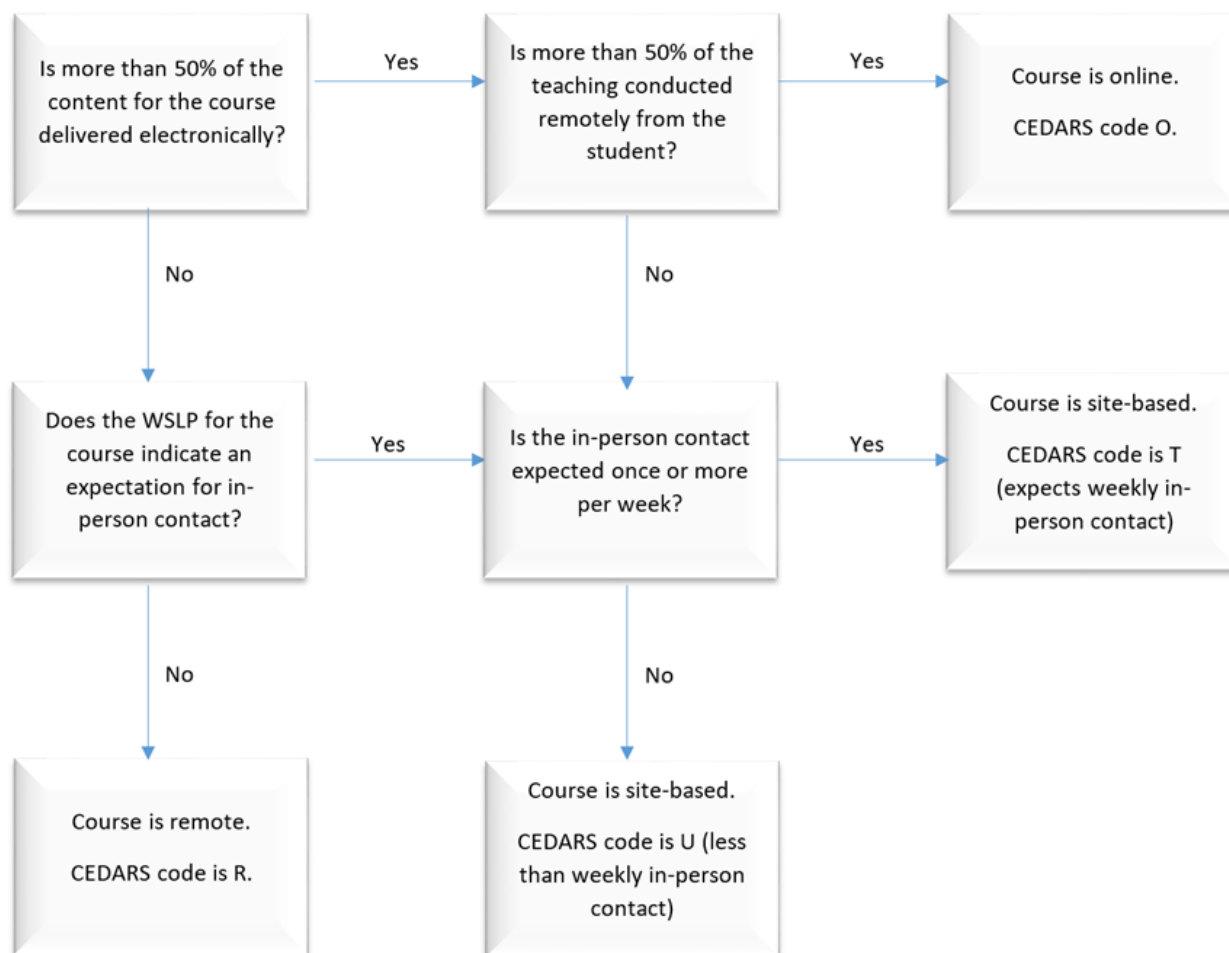 Is more than 50% of the
content for the course
delivered electronically?
Yes
Is more than 50% of the
teaching conducted
remotely from the
student?
Yes
Course is online.
CEDARS code O.
No
No
Does the WSLP for the
course indicate an
expectation for in-
person contact?
Yes
Is the in-person contact
expected once or more
per week?
Yes
Course is site-based.
CEDARS code is T
(expects weekly in-
person contact)
No
No
Course is remote.
CEDARS code is R.
Course is site-based.
CEDARS code is U (less
than weekly in-person
contact)